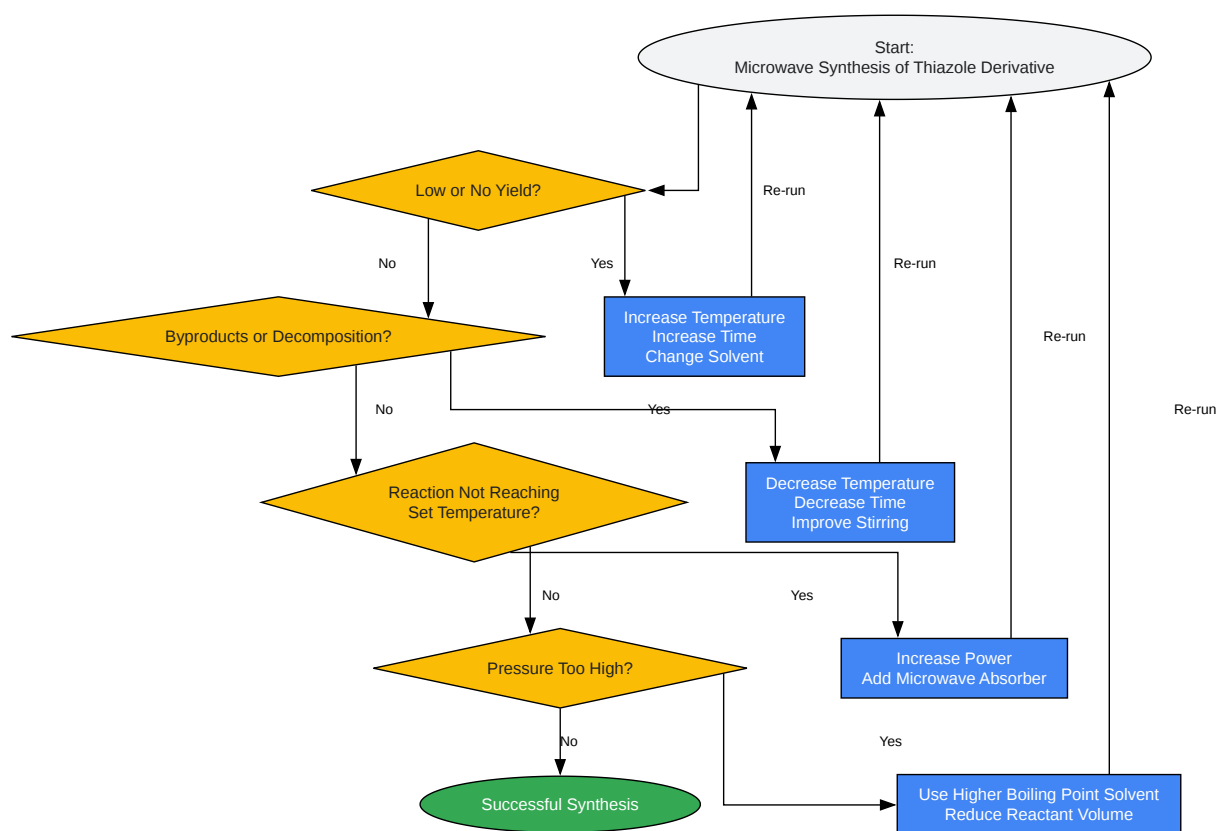 Start:
Microwave Synthesis of Thiazole Derivative
Low or No Yield?
Re-run
No
Yes
Re-run
Increase Temperature
Increase Time
Change Solvent
Byproducts or Decomposition?
Re-run
No
Yes
Re-run
Reaction Not Reaching
Set Temperature?
Decrease Temperature
Decrease Time
Improve Stirring
No
Yes
Pressure Too High?
Increase Power
Add Microwave Absorber
No
Yes
Successful Synthesis
Use Higher Boiling Point Solvent
Reduce Reactant Volume